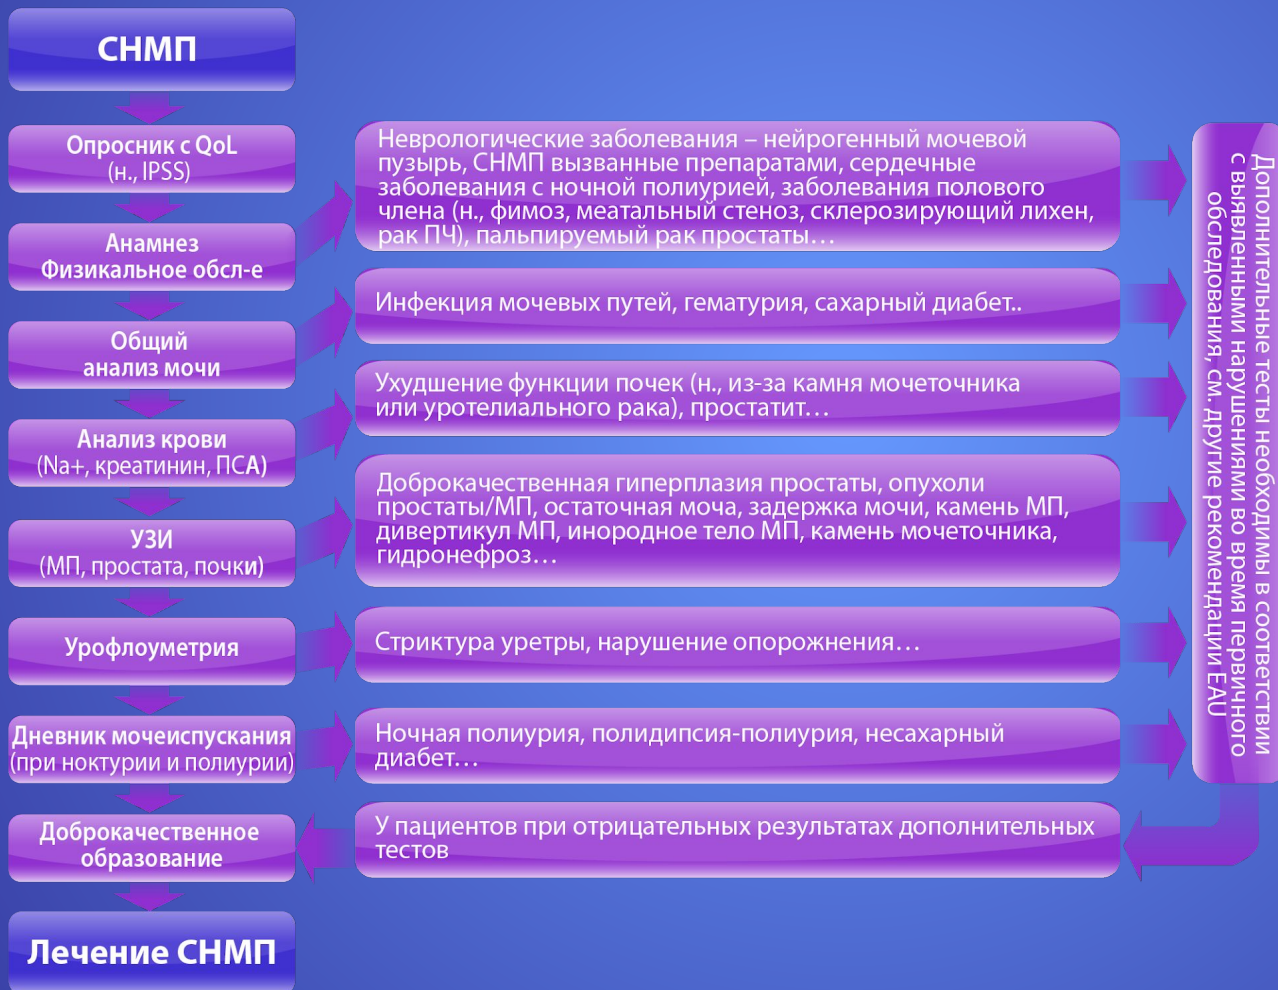 СНМП
Опросник с QoL
(н., IPSS)
Анамнез
Физикальное обсл-е
Общий
анализ мочи
Анализ крови
(Na+, креатинин, ПСА)
УЗИ
(МП, простата, почки)
Урофлоуметрия
Дневник мочеиспускания
(при ноктурии и полиурии)
Доброкачественное
образование
Лечение СНМП
Неврологические заболевания – нейрогенный мочевой
пузырь, СНМП вызванные препаратами, сердечные
заболевания с ночной полиурией, заболевания полового
члена (н., фимоз, меатальный стеноз, склерозирующий лихен,
рак ПЧ), пальпируемый рак простаты…
Инфекция мочевых путей, гематурия, сахарный диабет..
Ухудшение функции почек (н., из-за камня мочеточника
или уротелиального рака), простатит…
Доброкачественная гиперплазия простаты, опухоли
простаты/МП, остаточная моча, задержка мочи, камень МП,
дивертикул МП, инородное тело МП, камень мочеточника,
гидронефроз…
Стриктура уретры, нарушение опорожнения…
Ночная полиурия, полидипсия-полиурия, несахарный
диабет…
У пациентов при отрицательных результатах дополнительных
тестов
Дополнительные тесты необходимы в соответствии
с выявленными нарушениями во время первичного
обследования, см. другие рекомендации EAU